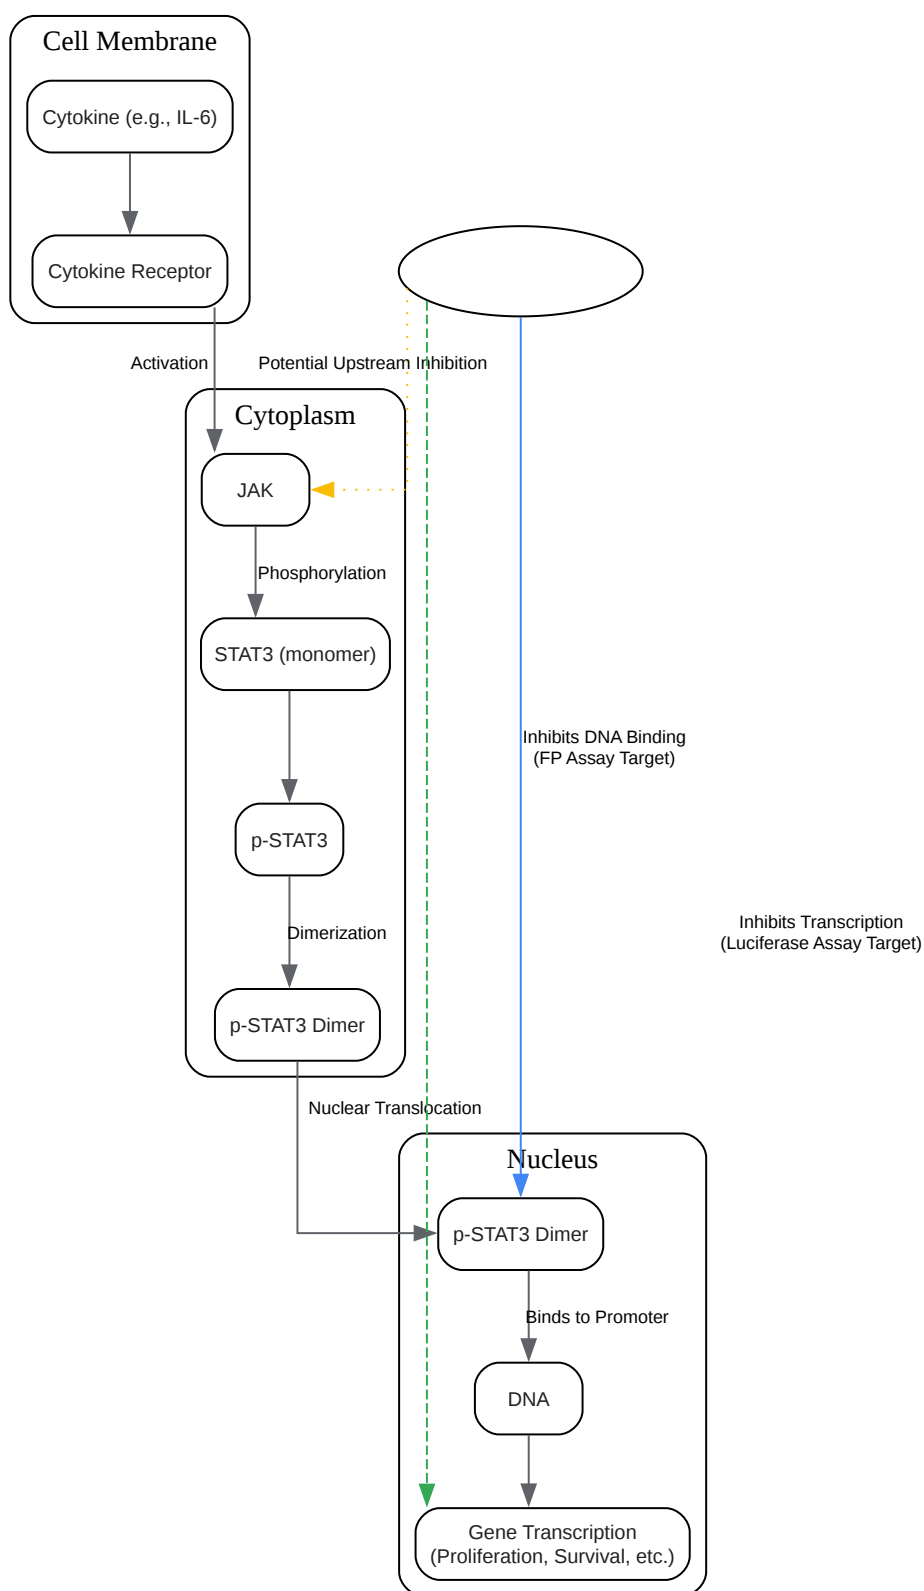 Cell Membrane
Cytokine (e.g., IL-6)
Cytokine Receptor
Activation
Potential Upstream Inhibition
Cytoplasm
JAK
Phosphorylation
STAT3 (monomer)
Inhibits DNA Binding
(FP Assay Target)
p-STAT3
Inhibits Transcription
(Luciferase Assay Target)
Dimerization
p-STAT3 Dimer
Nuclear Translocation
Nucleus
p-STAT3 Dimer
Binds to Promoter
DNA
Gene Transcription
(Proliferation, Survival, etc.)